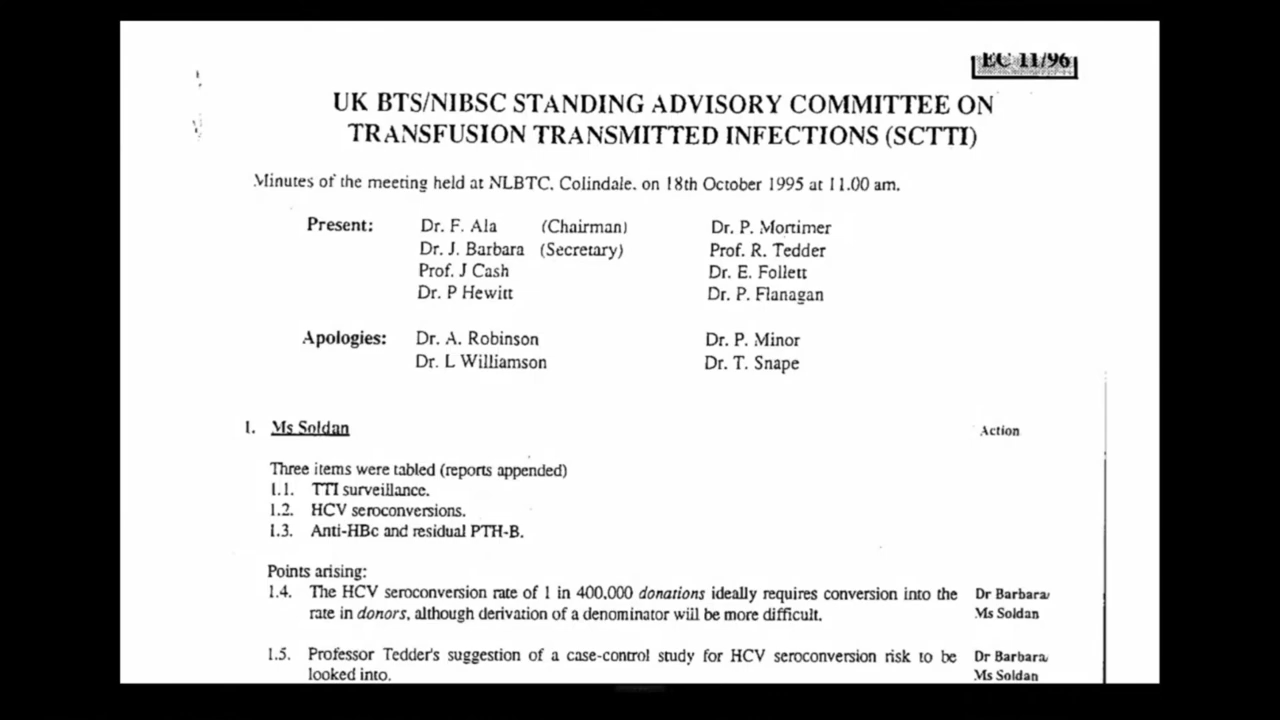 EC 11/96
UK BTS/NIBSC STANDING ADVISORY COMMITTEE ON
TRANSFUSION TRANSMITTED INFECTIONS (SCTTI)
Minutes of the meeting held at NLBTC, Colindale, on 18th October 1995 at 11.00 am.
Present: Dr. F. Ala (Chairman) Dr. P. Mortimer
Dr. J. Barbara (Secretary) Prof. R. Tedder
Prof. J Cash Dr. E. Follett
Dr. P Hewitt Dr. P. Flanagan
Apologies: Dr. A. Robinson Dr. P. Minor
Dr. L Williamson Dr. T. Snape
1. Ms Soldan Action
Three items were tabled (reports appended)
1.1. TTI surveillance.
1.2. HCV seroconversions.
1.3. Anti-HBc and residual PTH-B.
Points arising:
1.4. The HCV seroconversion rate of 1 in 400,000 donations ideally requires conversion into the Dr Barbara/
rate in donors, although derivation of a denominator will be more difficult. Ms Soldan
1.5. Professor Tedder's suggestion of a case-control study for HCV seroconversion risk to be Dr Barbara/
looked into. Ms Soldan